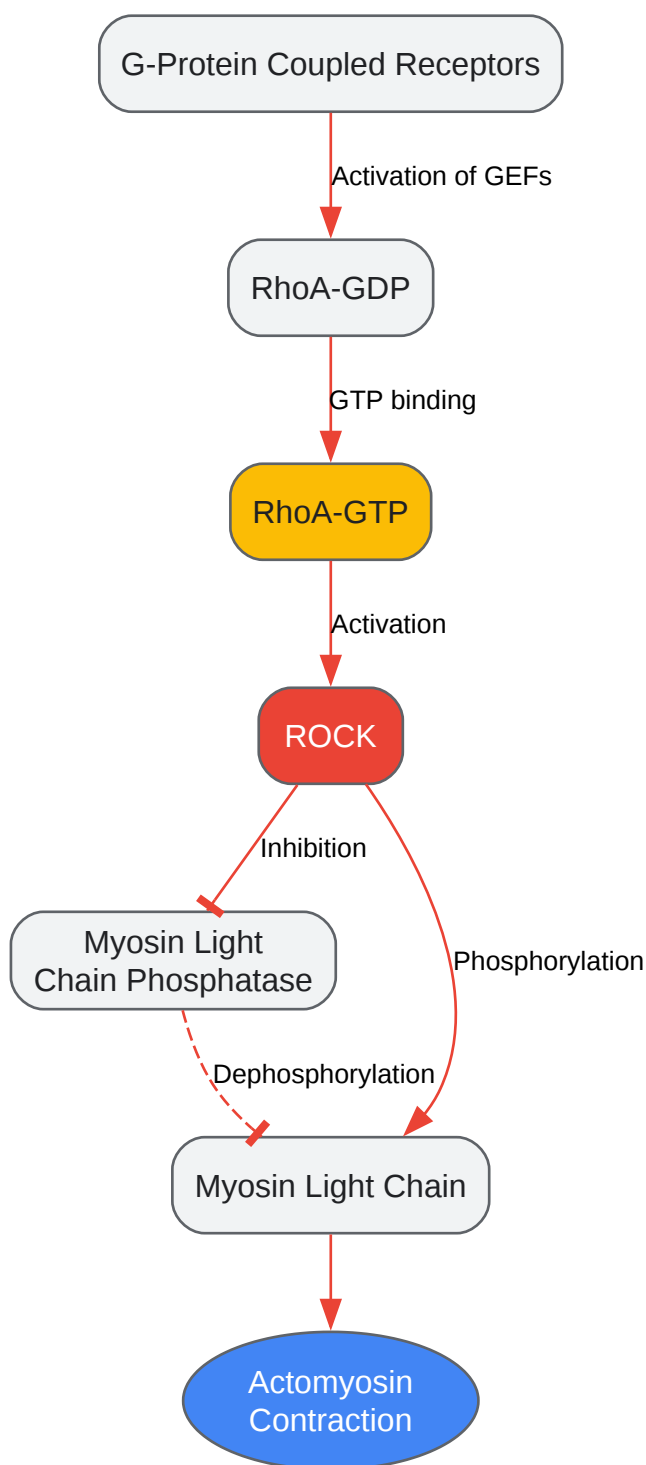 G-Protein Coupled Receptors
Activation of GEFs
RhoA-GDP
GTP binding
RhoA-GTP
Activation
ROCK
Inhibition
Myosin Light
Chain Phosphatase
Phosphorylation
Dephosphorylation
Myosin Light Chain
Actomyosin
Contraction